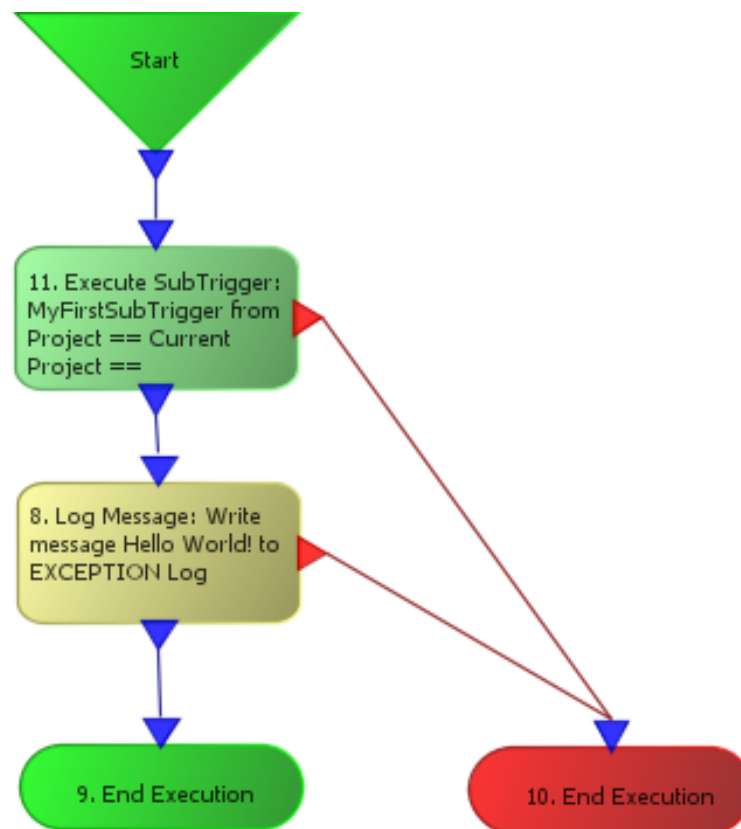 Start
11. Execute SubTrigger:
MyFirstSubTrigger from
Project == Current
Project ==
8. Log Message: Write
message Hello World! to
EXCEPTION Log
9. End Execution
10. End Execution